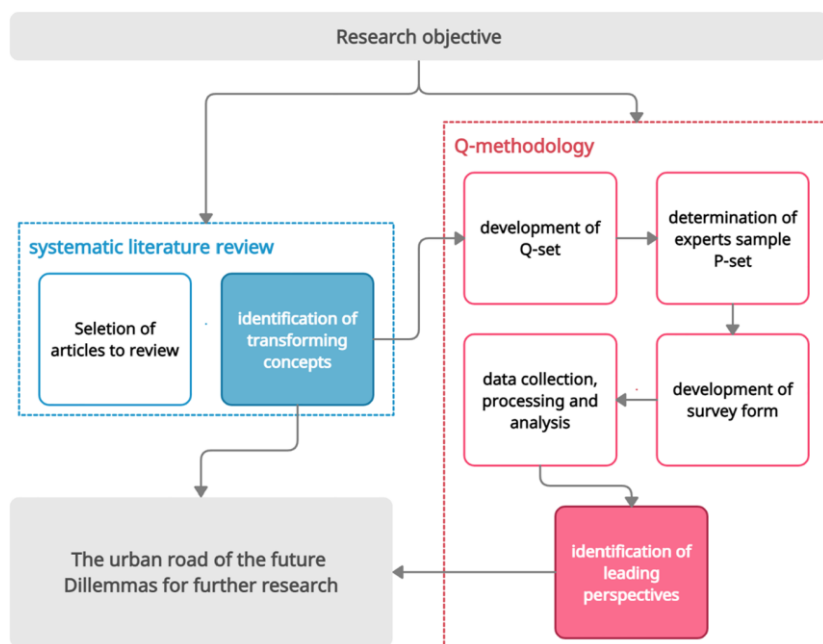 Research objective
Q-methodology
development of
Q-set
determination of
experts sample
P-set
systematic literature review
Seletion of
articles to review
identification of
transforming
concepts
data collection,
processing and
analysis
development of
survey form
The urban road of the future
Dillemmas for further research
identification of
leading
perspectives